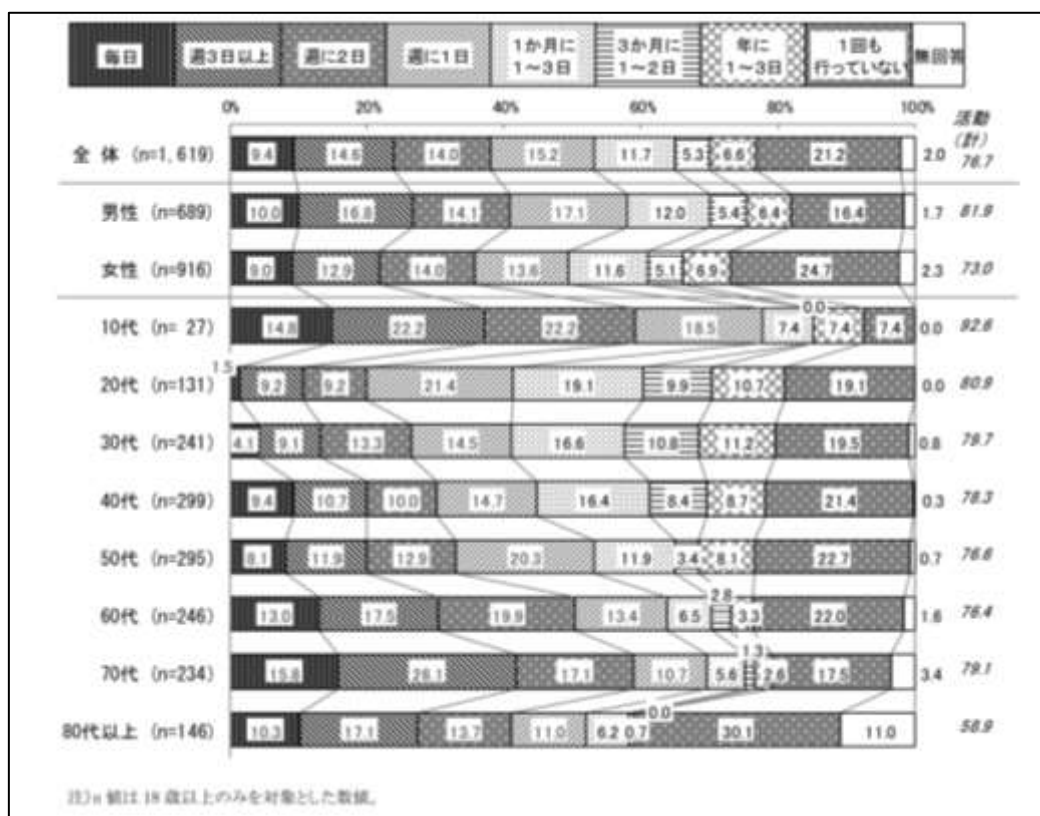 毎日 週3日以上 週に2日 週に1日 1か月に1～3日 3か月に1～2日 年に1～3日 1回も行っていない 無回答
0% 20% 40% 60% 80% 100% 活動(計)
全 体 (n=1,619) 9.4 14.6 14.0 15.2 11.7 5.3 6.6 21.2 2.0 76.7
男性 (n=689) 10.0 16.8 14.1 17.1 12.0 5.4 6.4 16.4 1.7 81.9
女性 (n=916) 9.0 12.9 14.0 13.6 11.6 5.1 6.9 24.7 2.3 73.0
10代 (n= 27) 14.8 22.2 22.2 18.5 7.4 0.0 7.4 7.4 0.0 92.6
20代 (n=131) 1.5 9.2 9.2 21.4 19.1 9.9 10.7 19.1 0.0 80.9
30代 (n=241) 4.1 9.1 13.3 14.5 16.6 10.8 11.2 19.5 0.8 79.7
40代 (n=299) 9.4 10.7 10.0 14.7 16.4 8.4 8.7 21.4 0.3 78.3
50代 (n=295) 8.1 11.9 12.9 20.3 11.9 3.4 8.1 22.7 0.7 76.6
60代 (n=246) 13.0 17.5 19.9 13.4 6.5 2.8 3.3 22.0 1.6 76.4
70代 (n=234) 15.8 26.1 17.1 10.7 5.6 1.3 2.6 17.5 3.4 79.1
80代以上 (n=146) 10.3 17.1 13.7 11.0 6.2 0.0 0.7 30.1 11.0 58.9
注)n 値は 18 歳以上のみを対象とした数値。